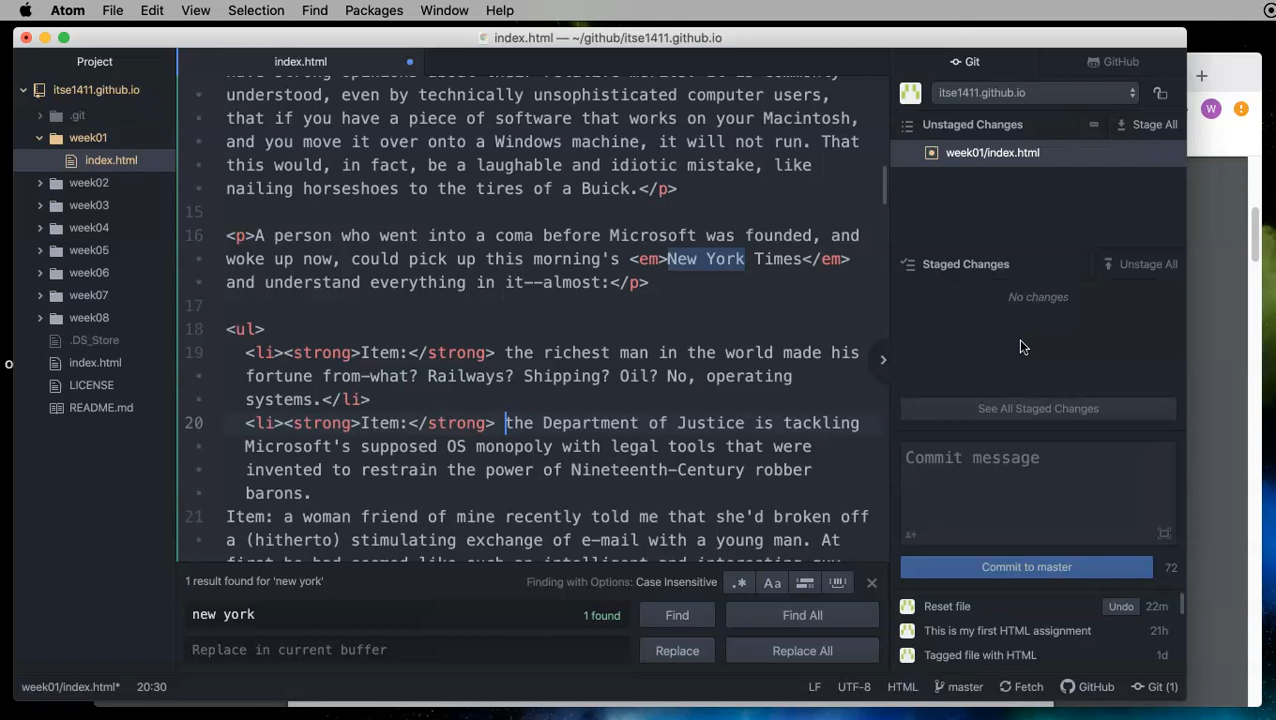 Atom File Edit View Selection Find Packages Window Help
index.html — ~/github/itse1411.github.io
Project
itse1411.github.io
.git
week01
index.html
week02
week03
week04
week05
week06
week07
week08
.DS_Store
index.html
LICENSE
README.md
index.html
understood, even by technically unsophisticated computer users,
that if you have a piece of software that works on your Macintosh,
and you move it over onto a Windows machine, it will not run. That
this would, in fact, be a laughable and idiotic mistake, like
nailing horseshoes to the tires of a Buick.</p>
15
16 <p>A person who went into a coma before Microsoft was founded, and
woke up now, could pick up this morning's <em>New York Times</em>
and understand everything in it--almost:</p>
17
18 <ul>
19 <li><strong>Item:</strong> the richest man in the world made his
fortune from-what? Railways? Shipping? Oil? No, operating
systems.</li>
20 <li><strong>Item:</strong> the Department of Justice is tackling
Microsoft's supposed OS monopoly with legal tools that were
invented to restrain the power of Nineteenth-Century robber
barons.
21 Item: a woman friend of mine recently told me that she'd broken off
a (hitherto) stimulating exchange of e-mail with a young man. At
1 result found for 'new york'
Finding with Options: Case Insensitive
.* Aa
new york
1 found
Find
Find All
Replace in current buffer
Replace
Replace All
Git
GitHub
itse1411.github.io
Unstaged Changes
Stage All
week01/index.html
Staged Changes
Unstage All
No changes
See All Staged Changes
Commit message
Commit to master
72
Reset file Undo 22m
This is my first HTML assignment 21h
Tagged file with HTML 1d
W
week01/index.html* 20:30
LF UTF-8 HTML master Fetch GitHub Git (1)